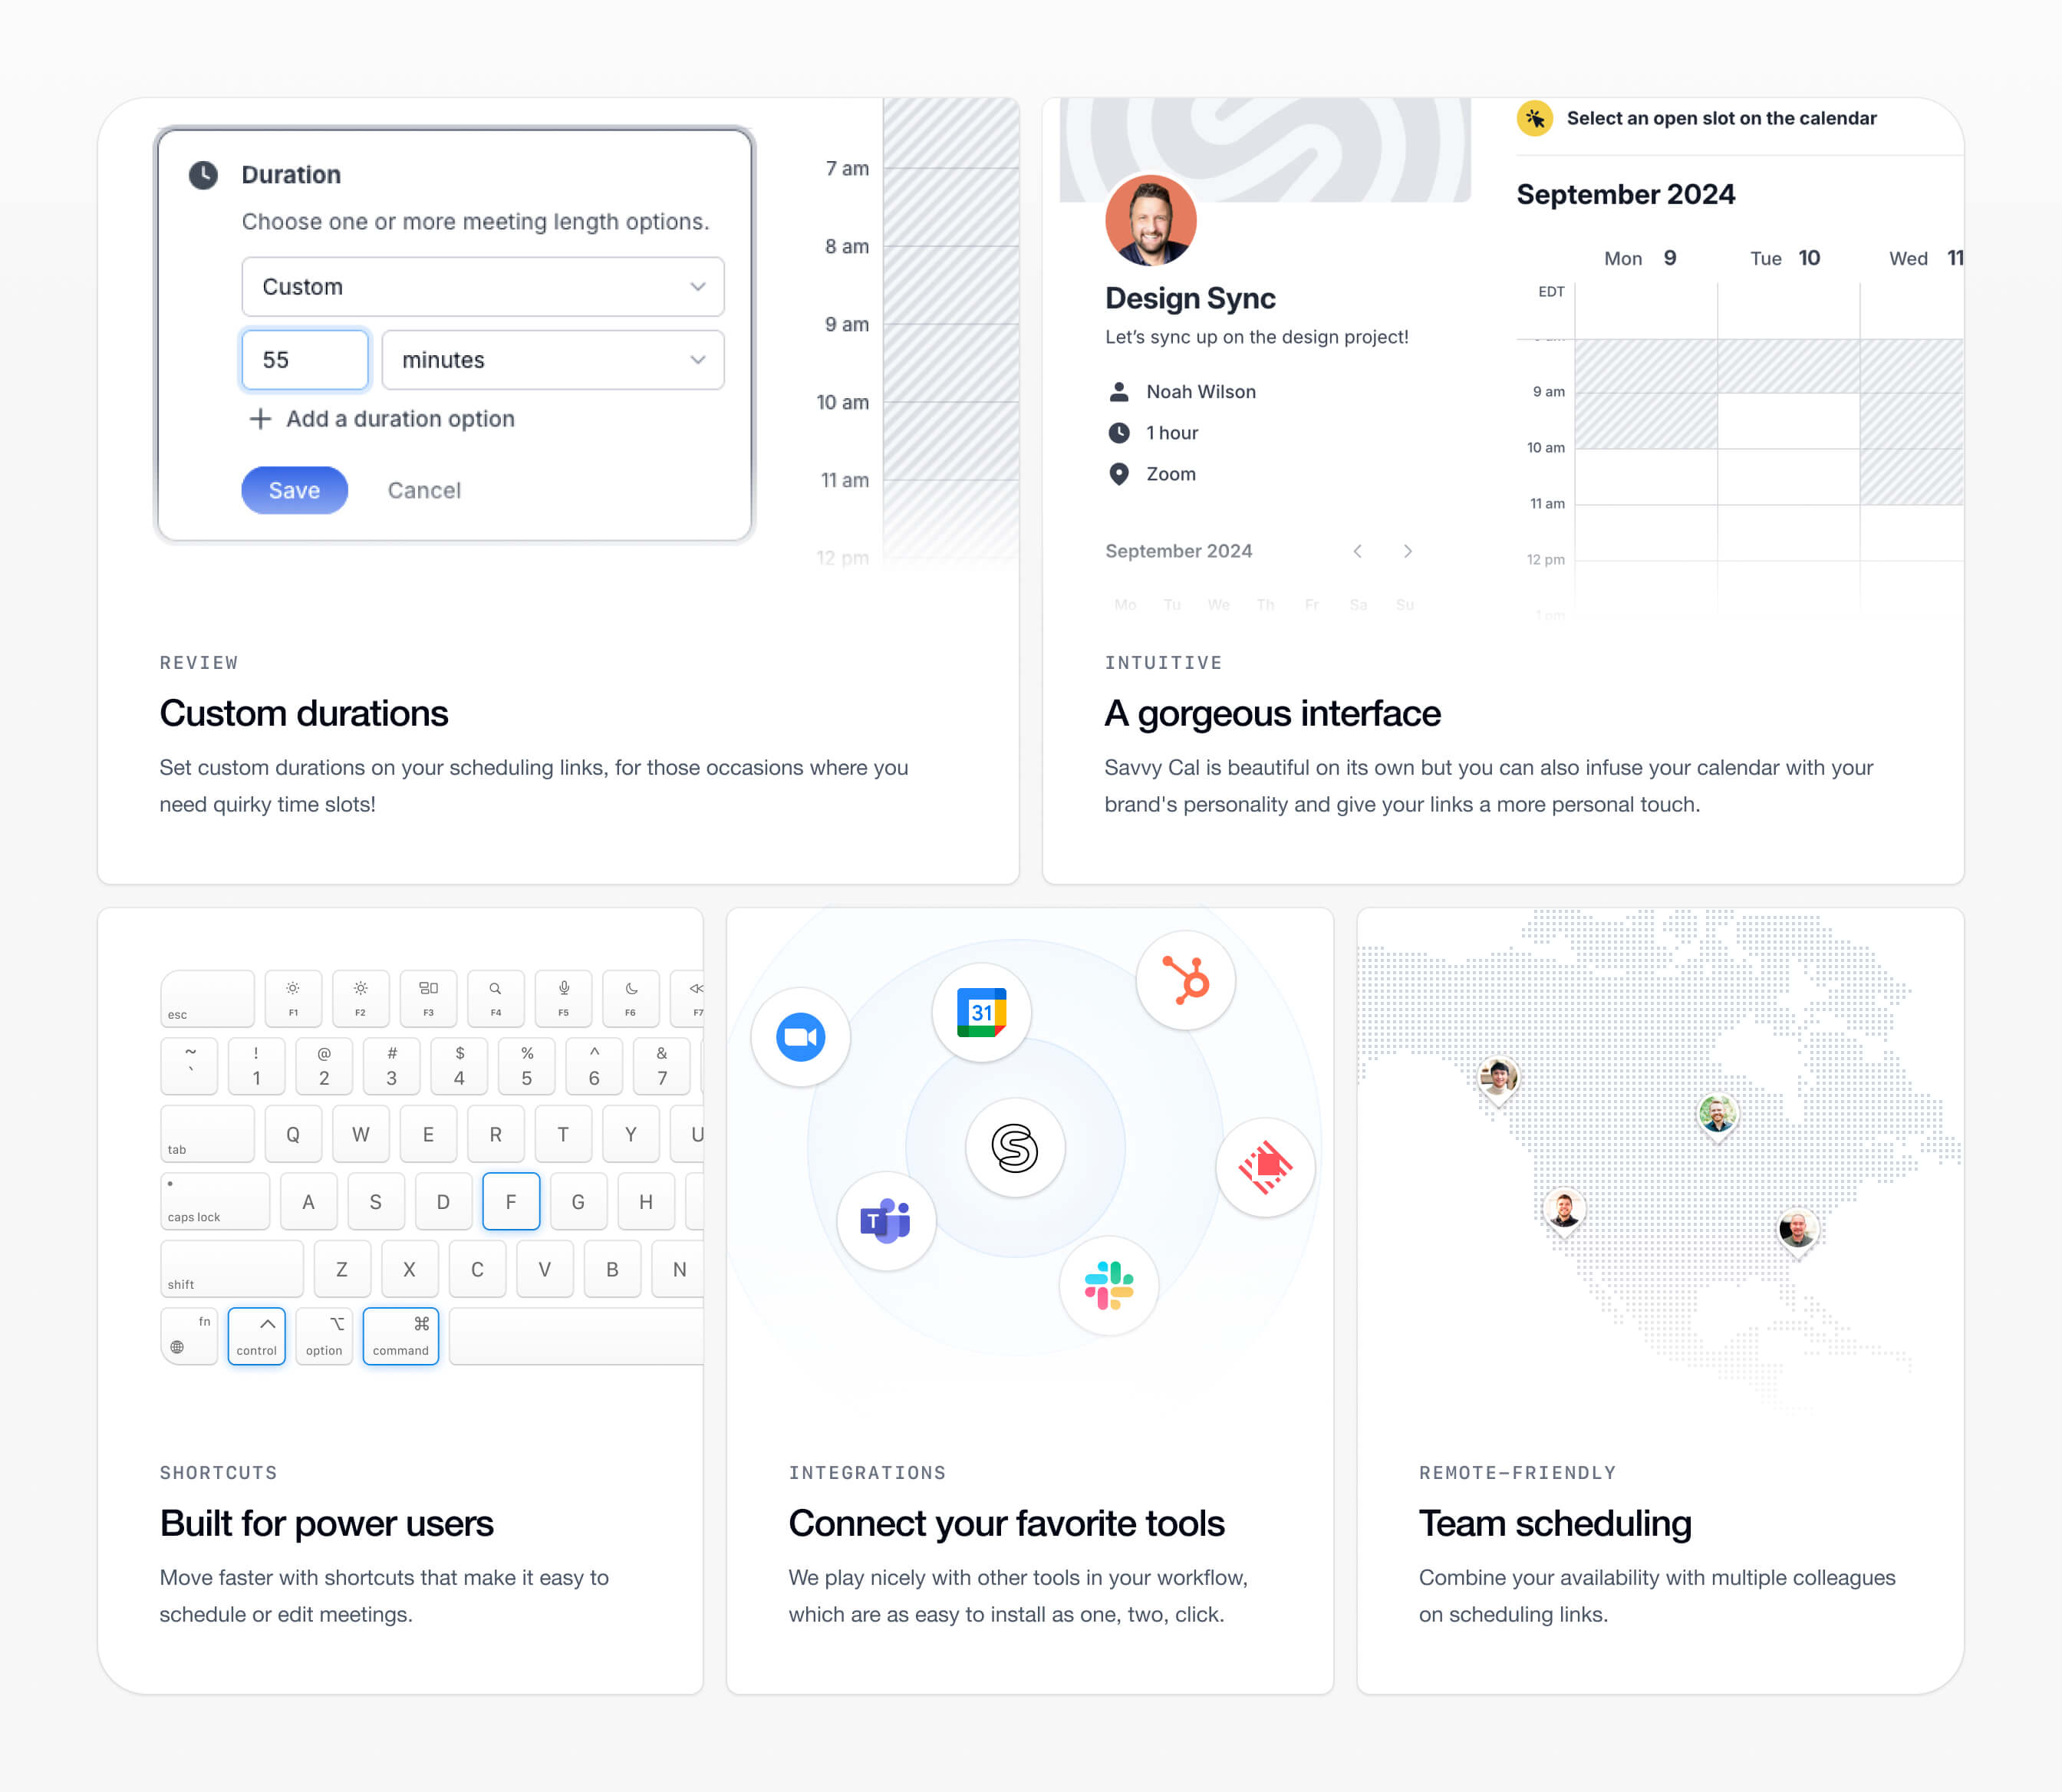 Duration
Choose one or more meeting length options.
Custom
55
minutes
Add a duration option
Save
Cancel
7 am
8 am
9 am
10 am
11 am
12 pm
REVIEW
Custom durations
Set custom durations on your scheduling links, for those occasions where you
need quirky time slots!
Design Sync
Let’s sync up on the design project!
Noah Wilson
1 hour
Zoom
September 2024
Mo Tu We Th Fr Sa Su
Select an open slot on the calendar
September 2024
Mon 9 Tue 10 Wed 11
EDT
9 am
10 am
11 am
12 pm
1 pm
INTUITIVE
A gorgeous interface
Savvy Cal is beautiful on its own but you can also infuse your calendar with your
brand's personality and give your links a more personal touch.
esc F1 F2 F3 F4 F5 F6 F7
~ ! @ # $ % ^ &
` 1 2 3 4 5 6 7
tab Q W E R T Y U
caps lock A S D F G H
shift Z X C V B N
fn control ⌥ option ⌘ command
SHORTCUTS
Built for power users
Move faster with shortcuts that make it easy to
schedule or edit meetings.
31
T
INTEGRATIONS
Connect your favorite tools
We play nicely with other tools in your workflow,
which are as easy to install as one, two, click.
REMOTE-FRIENDLY
Team scheduling
Combine your availability with multiple colleagues
on scheduling links.